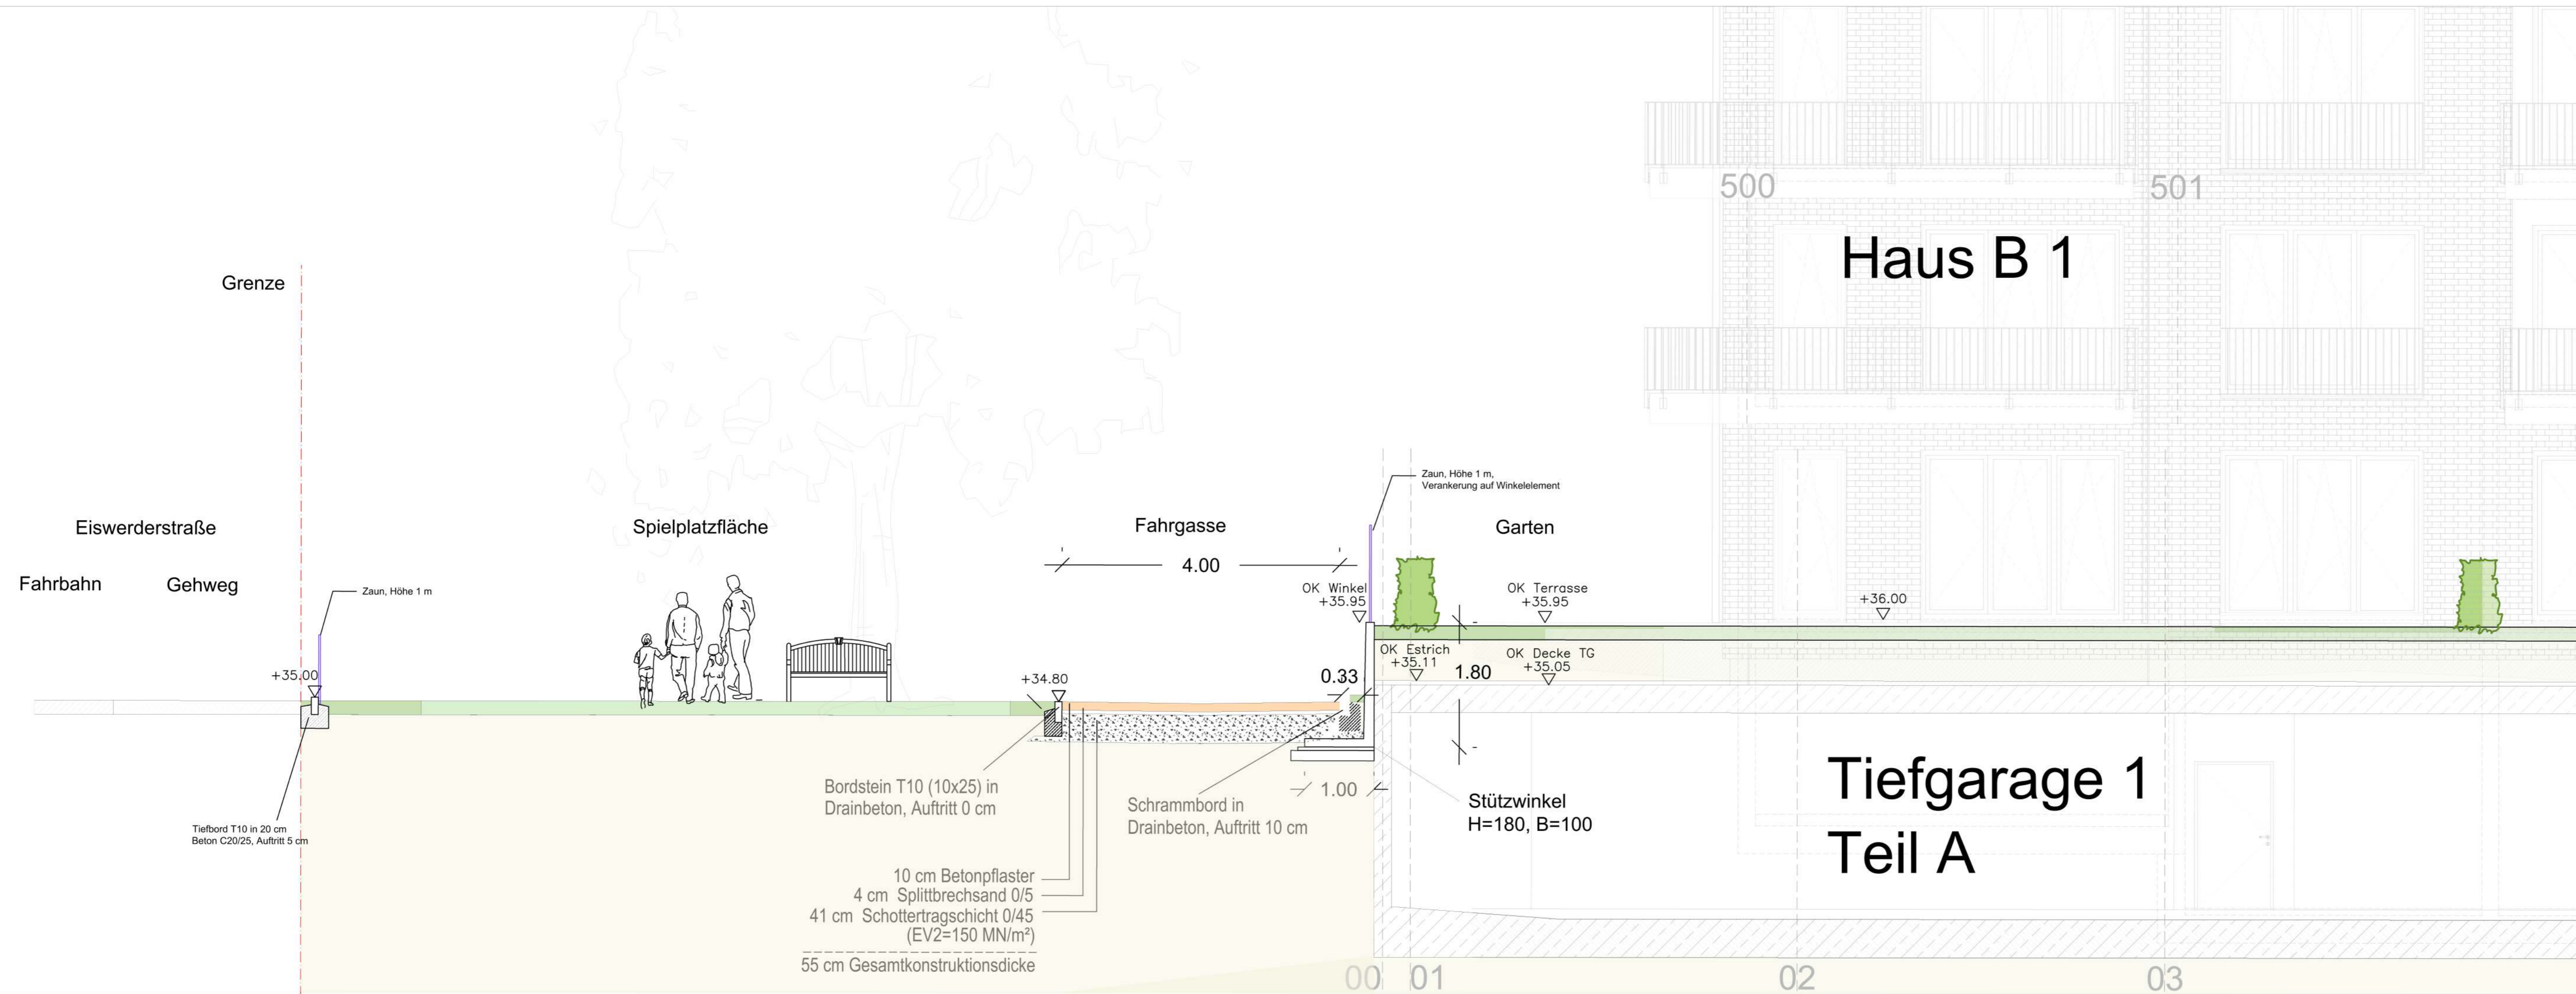 500
501
Haus B 1
Grenze
Zaun, Höhe 1 m,
Verankerung auf Winkelelement
Eiswerderstraße
Spielplatzfläche
Fahrgasse
Garten
4.00
Fahrbahn
Gehweg
Zaun, Höhe 1 m
OK Winkel
+35.95
OK Terrasse
+35.95
+36.00
OK Estrich
+35.11
1.80
OK Decke TG
+35.05
+35.00
+34.80
0.33
Bordstein T10 (10x25) in
Drainbeton, Auftritt 0 cm
1.00
Schrammbord in
Drainbeton, Auftritt 10 cm
Stützwinkel
H=180, B=100
Tiefgarage 1
Teil A
Tiefbord T10 in 20 cm
Beton C20/25, Auftritt 5 cm
10 cm Betonpflaster
4 cm Splittbrechsand 0/5
41 cm Schottertragschicht 0/45
(EV2=150 MN/m²)
55 cm Gesamtkonstruktionsdicke
00
01
02
03